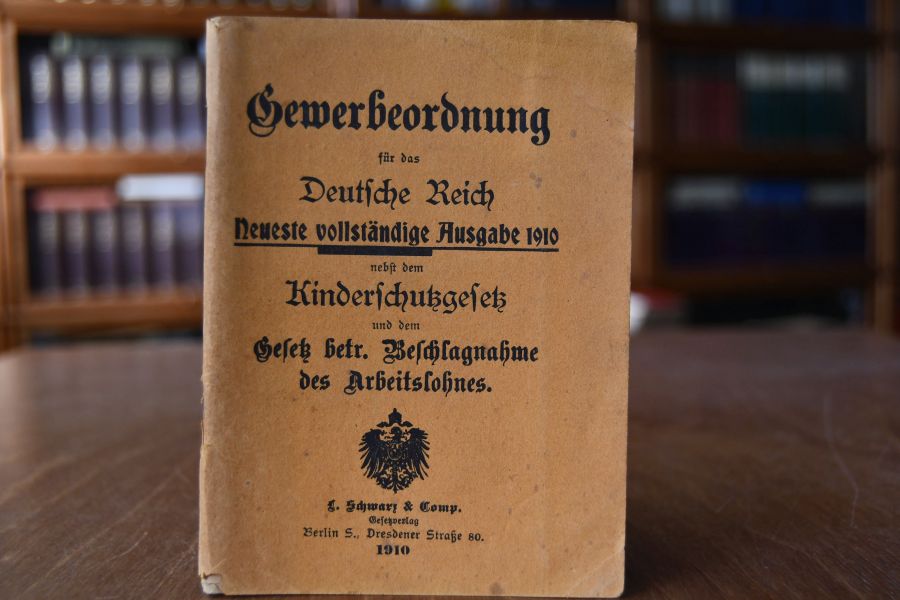 Gewerbeordnung
für das
Deutſche Reich
Neueste vollständige Ausgabe 1910
nebſt dem
Kinderſchutzgeſetz
und dem
Geſetz betr. Beſchlagnahme
des Arbeitslohnes.
L. Schwarz & Comp.
Geſetzverlag
Berlin S., Dresdener Straße 80.
1910